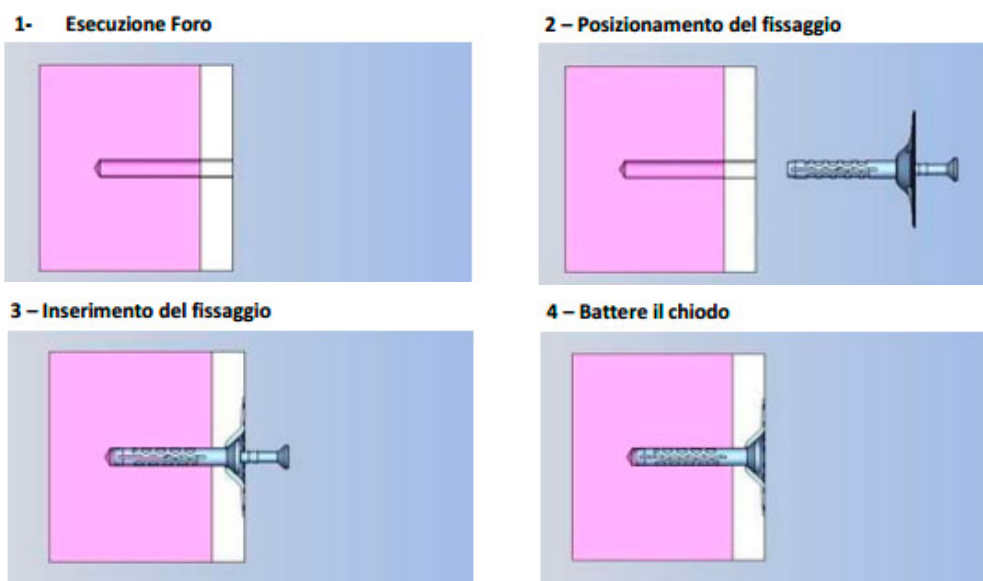 1- Esecuzione Foro
2 – Posizionamento del fissaggio
3 – Inserimento del fissaggio
4 – Battere il chiodo